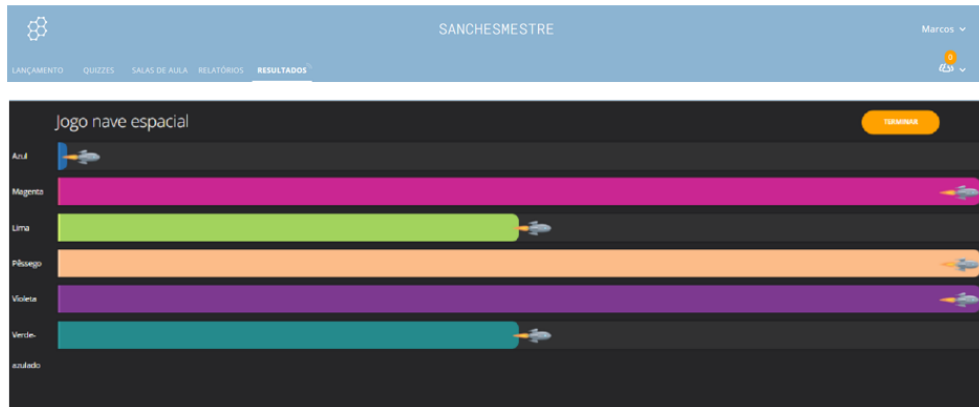 SANCHESMESTRE
Marcos
LANÇAMENTO QUIZZES SALAS DE AULA RELATÓRIOS RESULTADOS
0
Jogo nave espacial
TERMINAR
Azul
Magenta
Lima
Pêssego
Violeta
Verde-
azulado